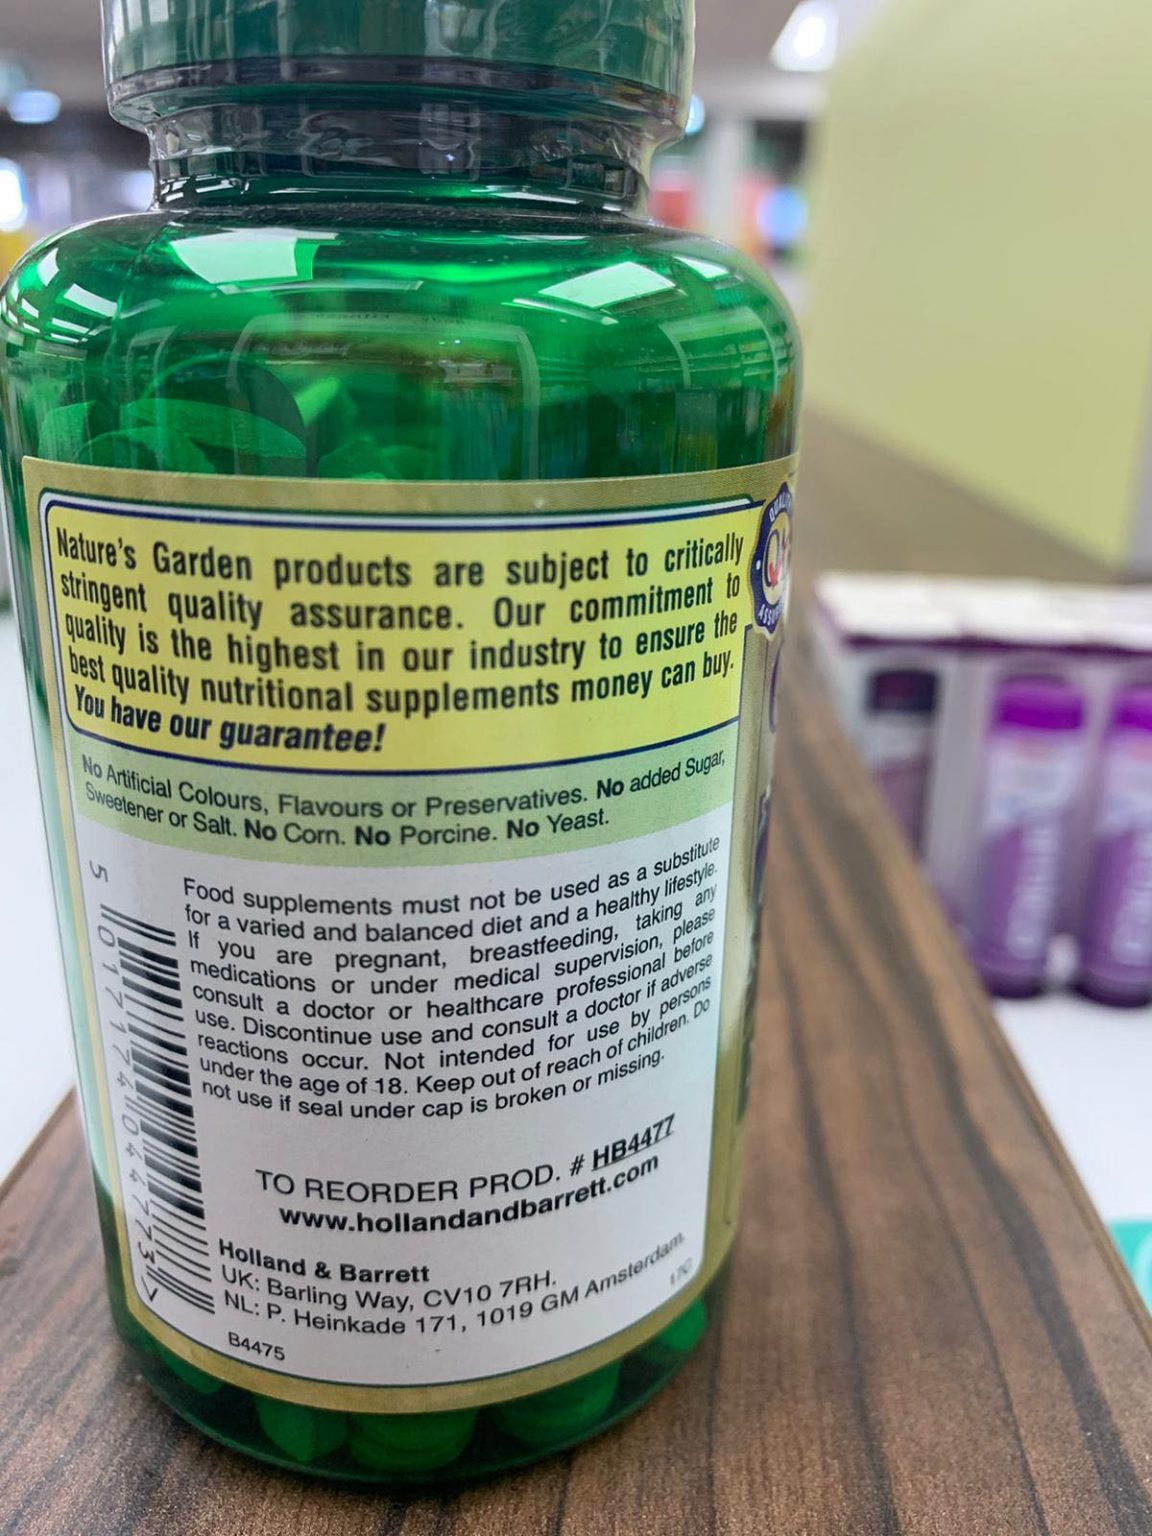 Nature's Garden products are subject to critically
stringent quality assurance. Our commitment to
quality is the highest in our industry to ensure the
best quality nutritional supplements money can buy.
You have our guarantee!
No Artificial Colours, Flavours or Preservatives. No added Sugar,
Sweetener or Salt. No Corn. No Porcine. No Yeast.
Food supplements must not be used as a substitute
for a varied and balanced diet and a healthy lifestyle.
If you are pregnant, breastfeeding, taking any
medications or under medical supervision, please
consult a doctor or healthcare professional before
use. Discontinue use and consult a doctor if adverse
reactions occur. Not intended for use by persons
under the age of 18. Keep out of reach of children. Do
not use if seal under cap is broken or missing.
TO REORDER PROD. # HB4477
www.hollandandbarrett.com
Holland & Barrett
UK: Barling Way, CV10 7RH.
NL: P. Heinkade 171, 1019 GM Amsterdam.
B4475
5 017174 044773 >